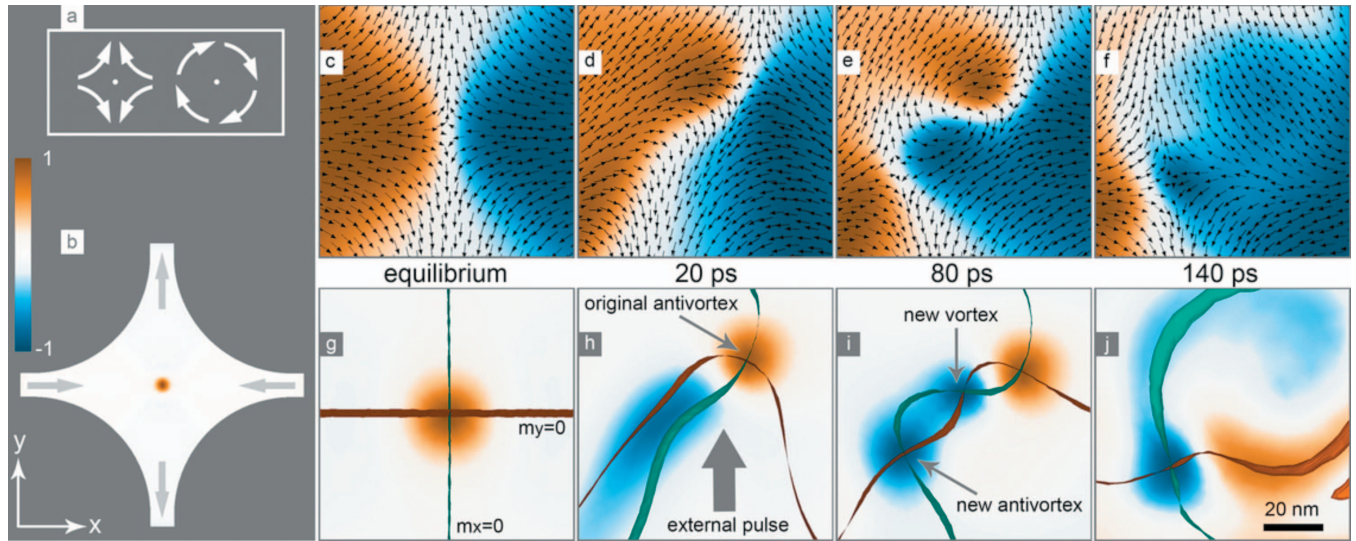 a
1
-1
b
y
x
c
d
e
f
equilibrium
20 ps
80 ps
140 ps
g
my=0
mx=0
h
original antivortex
external pulse
i
new vortex
new antivortex
j
20 nm